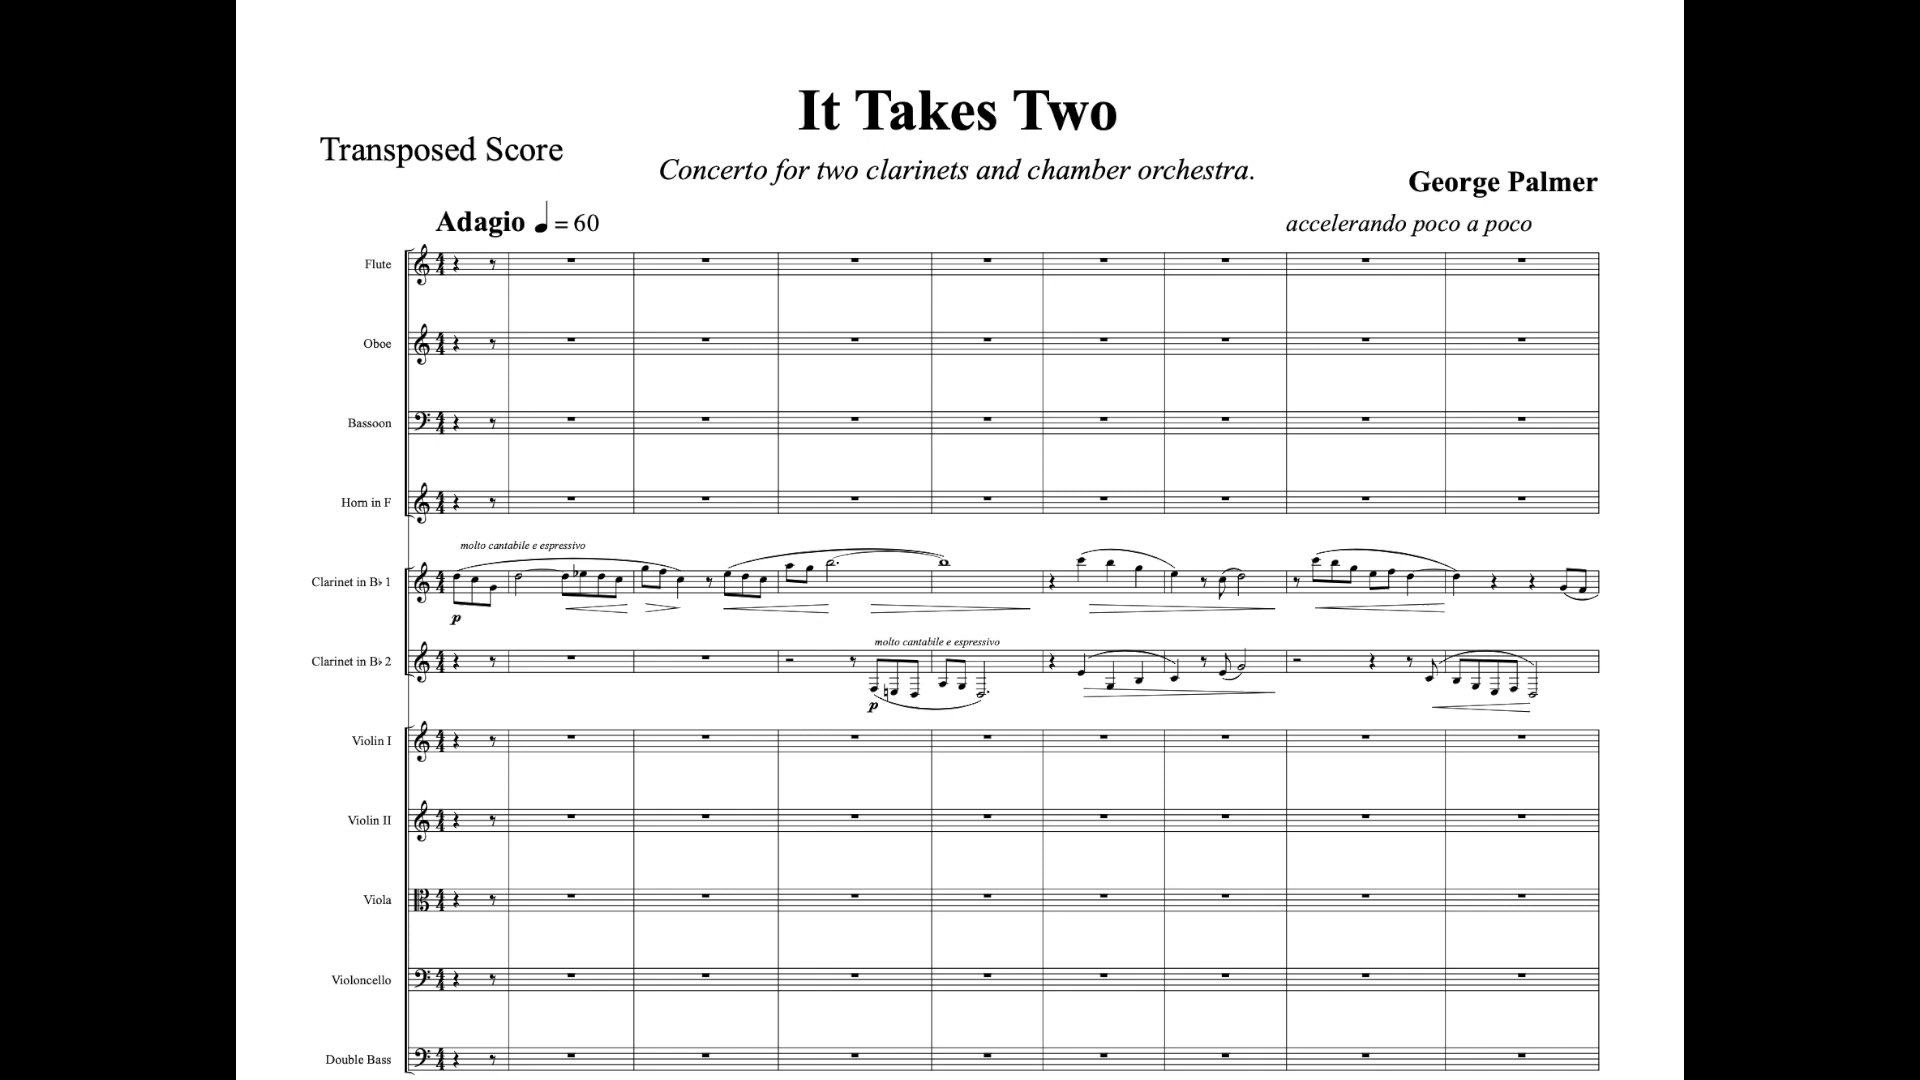 It Takes Two
Transposed Score
Concerto for two clarinets and chamber orchestra.
George Palmer
Adagio ♩ = 60
accelerando poco a poco
Flute
Oboe
Bassoon
Horn in F
molto cantabile e espressivo
Clarinet in B♭ 1
p
molto cantabile e espressivo
Clarinet in B♭ 2
p
Violin I
Violin II
Viola
Violoncello
Double Bass